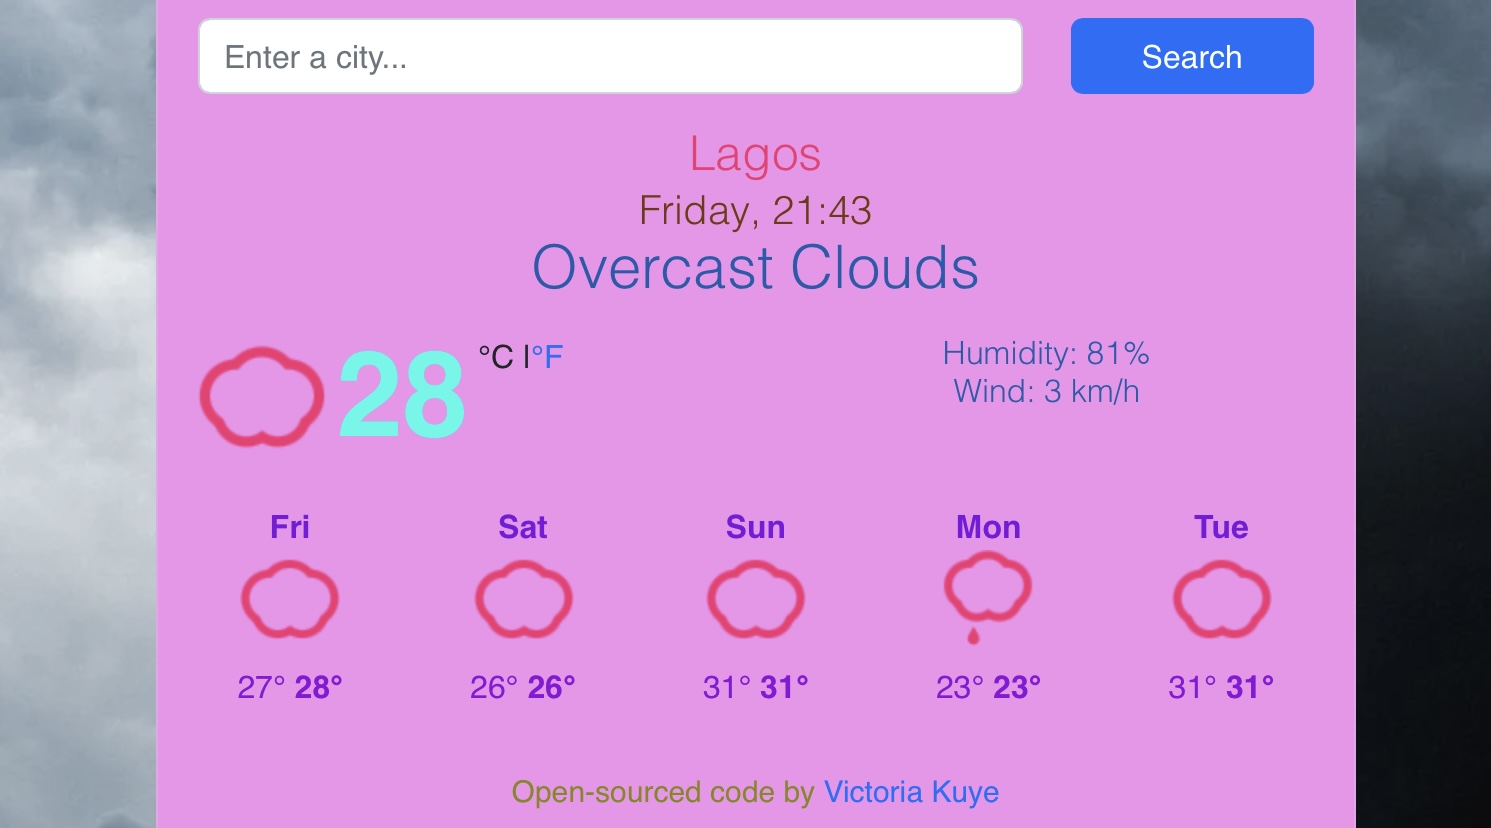 Enter a city...
Search
Lagos
Friday, 21:43
Overcast Clouds
28 °C |°F
Humidity: 81%
Wind: 3 km/h
Fri Sat Sun Mon Tue
27° 28° 26° 26° 31° 31° 23° 23° 31° 31°
Open-sourced code by Victoria Kuye